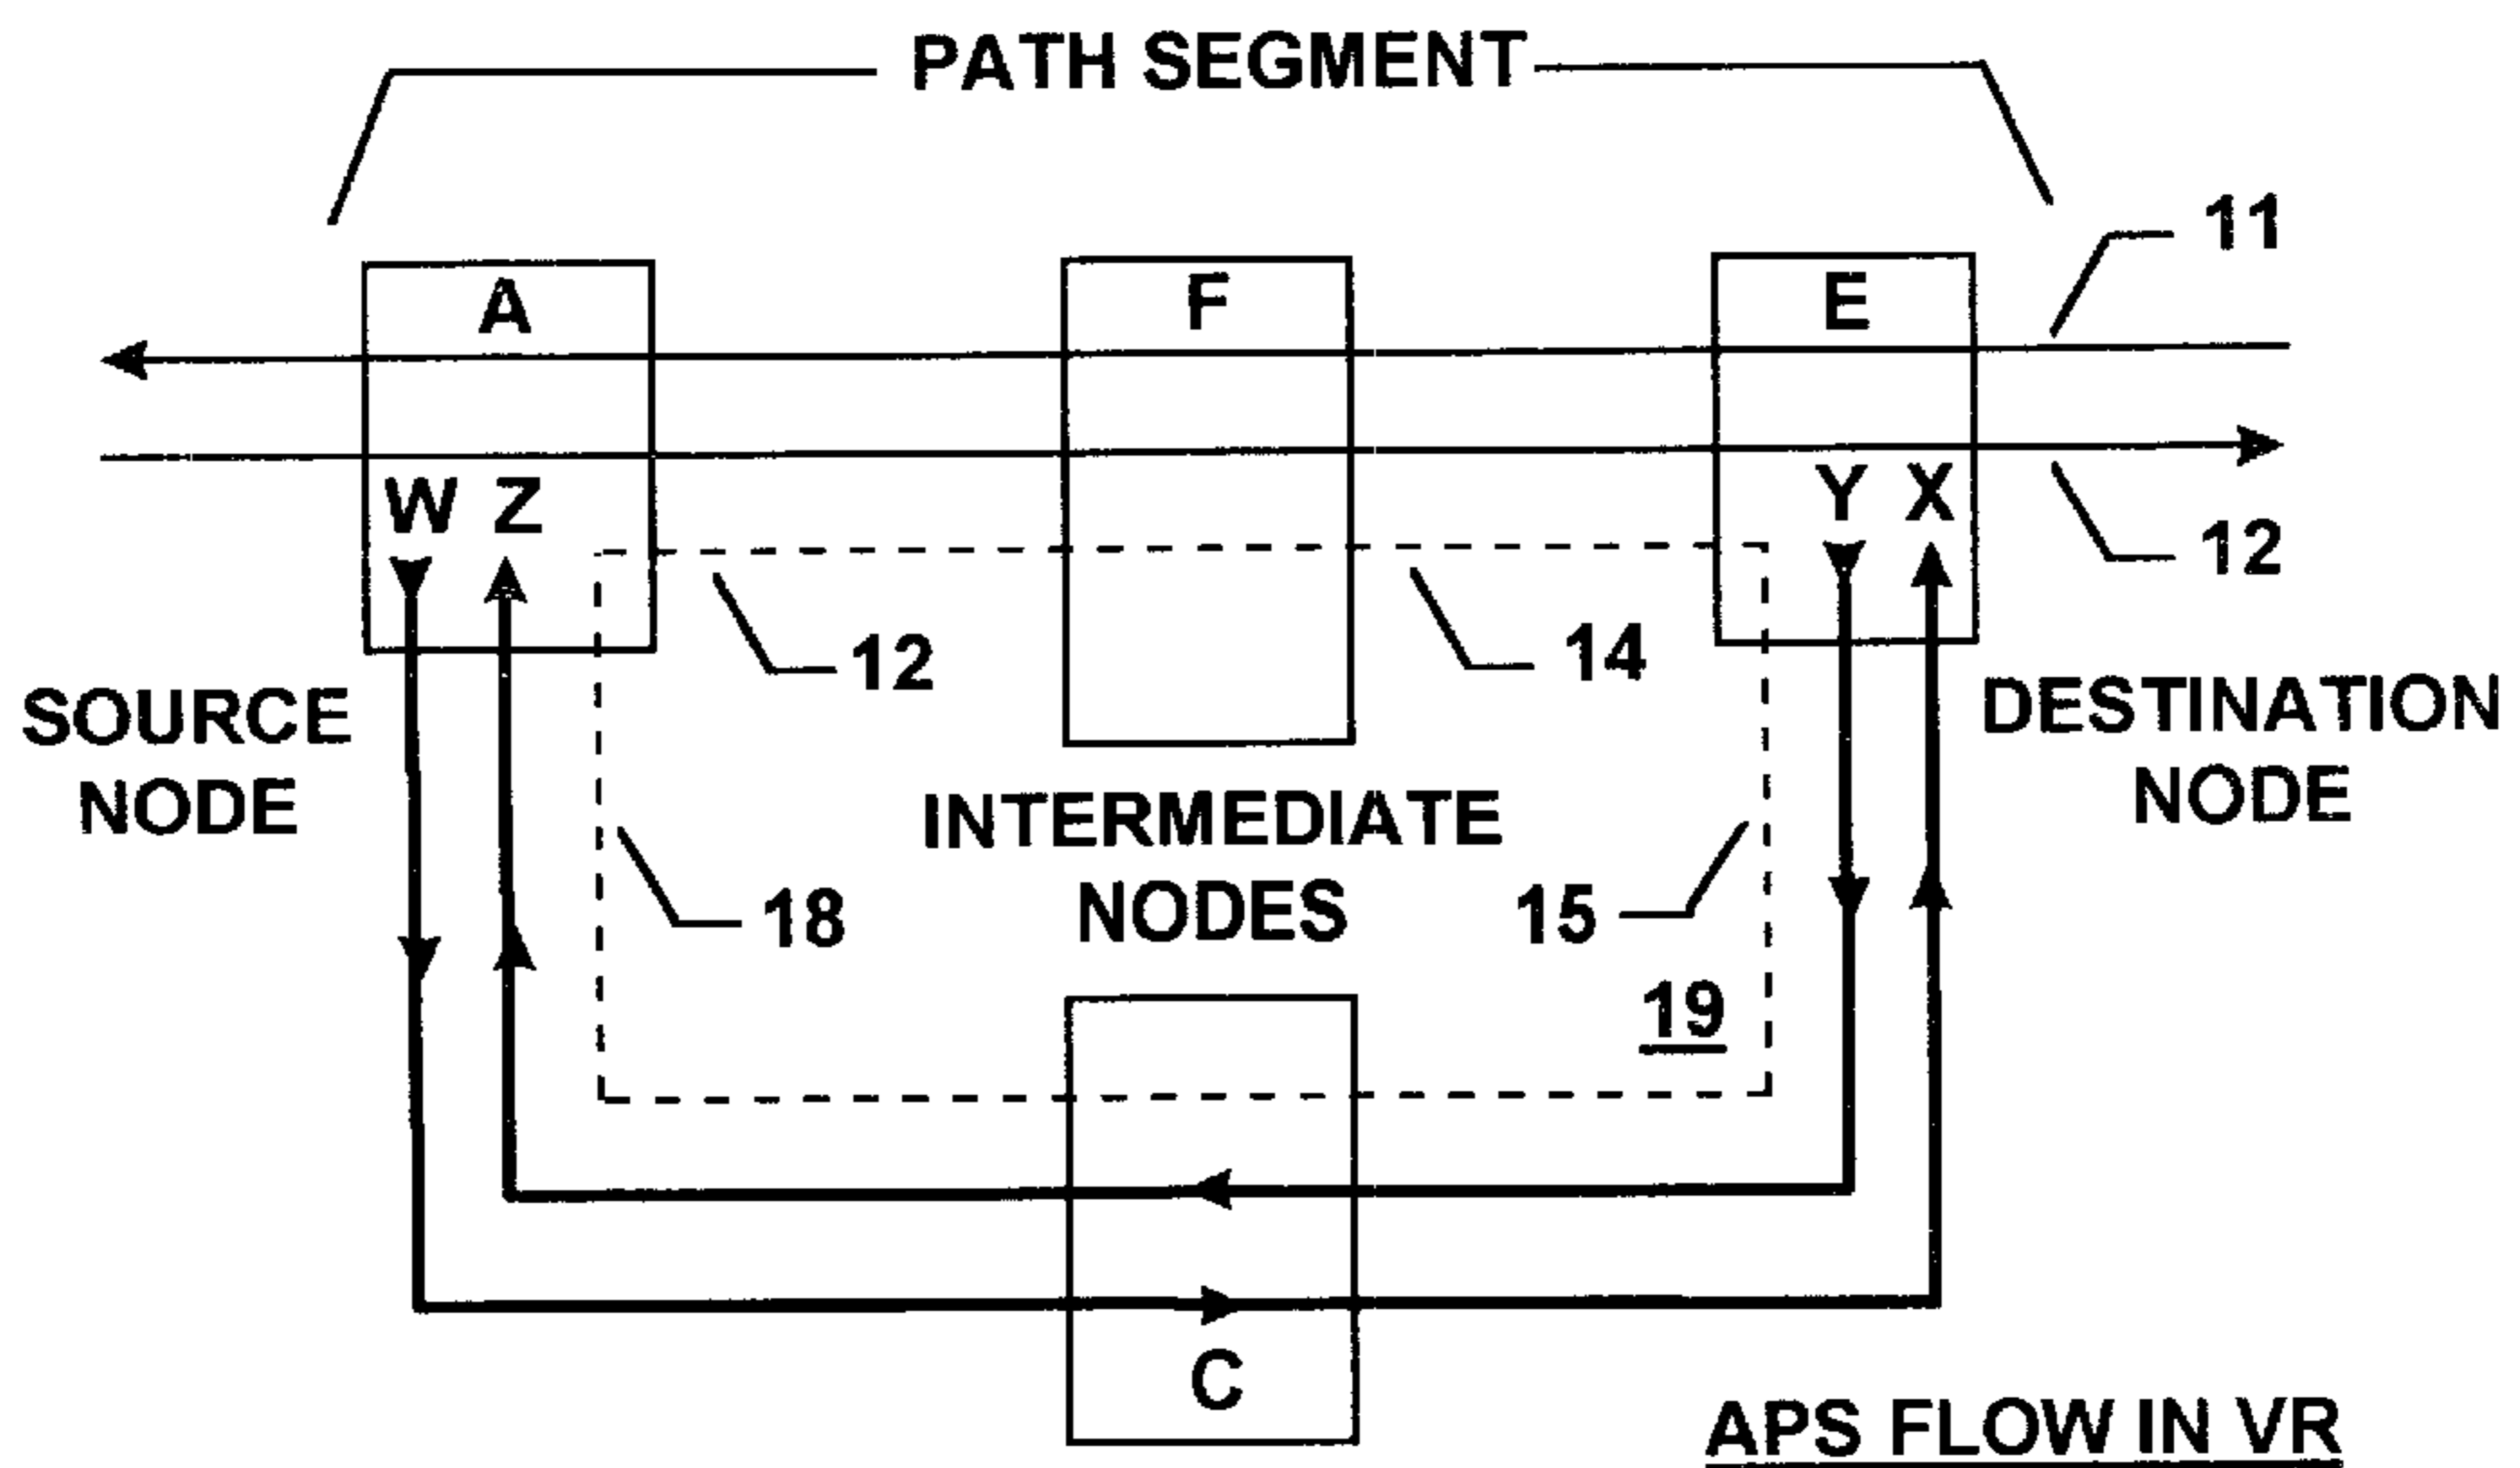 PATH SEGMENT
11
A
F
E
W Z
Y X
12
12
14
SOURCE
NODE
DESTINATION
NODE
INTERMEDIATE
NODES
18
15
19
C
APS FLOW IN VR